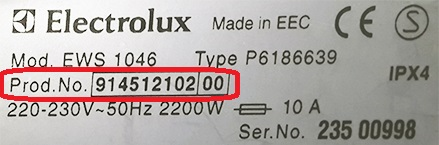 Electrolux Made in EEC CE S
Mod. EWS 1046 Type P6186639
Prod.No. 914512102 00 IPX4
220-230V~50Hz 2200W 10 A
Ser.No. 235 00998